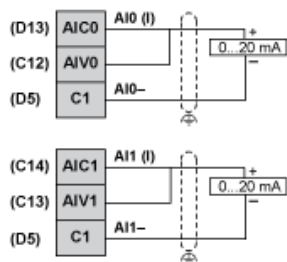 (D13) AIC0 AI0 (I) +
0...20 mA
(C12) AIV0 –
(D5) C1 AI0–
(C14) AIC1 AI1 (I) +
0...20 mA
(C13) AIV1 –
(D5) C1 AI1–